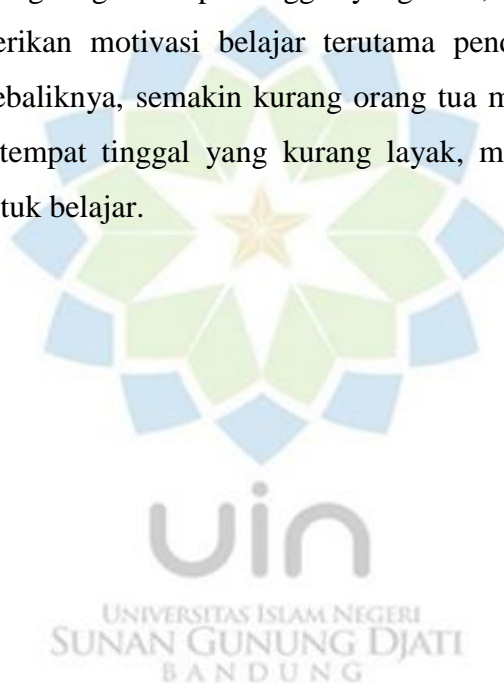 erikan motivasi belajar terutama pend
ebaliknya, semakin kurang orang tua m
tempat tinggal yang kurang layak, m
tuk belajar.
uin
UNIVERSITAS ISLAM NEGERI
SUNAN GUNUNG DJATI
BANDUNG